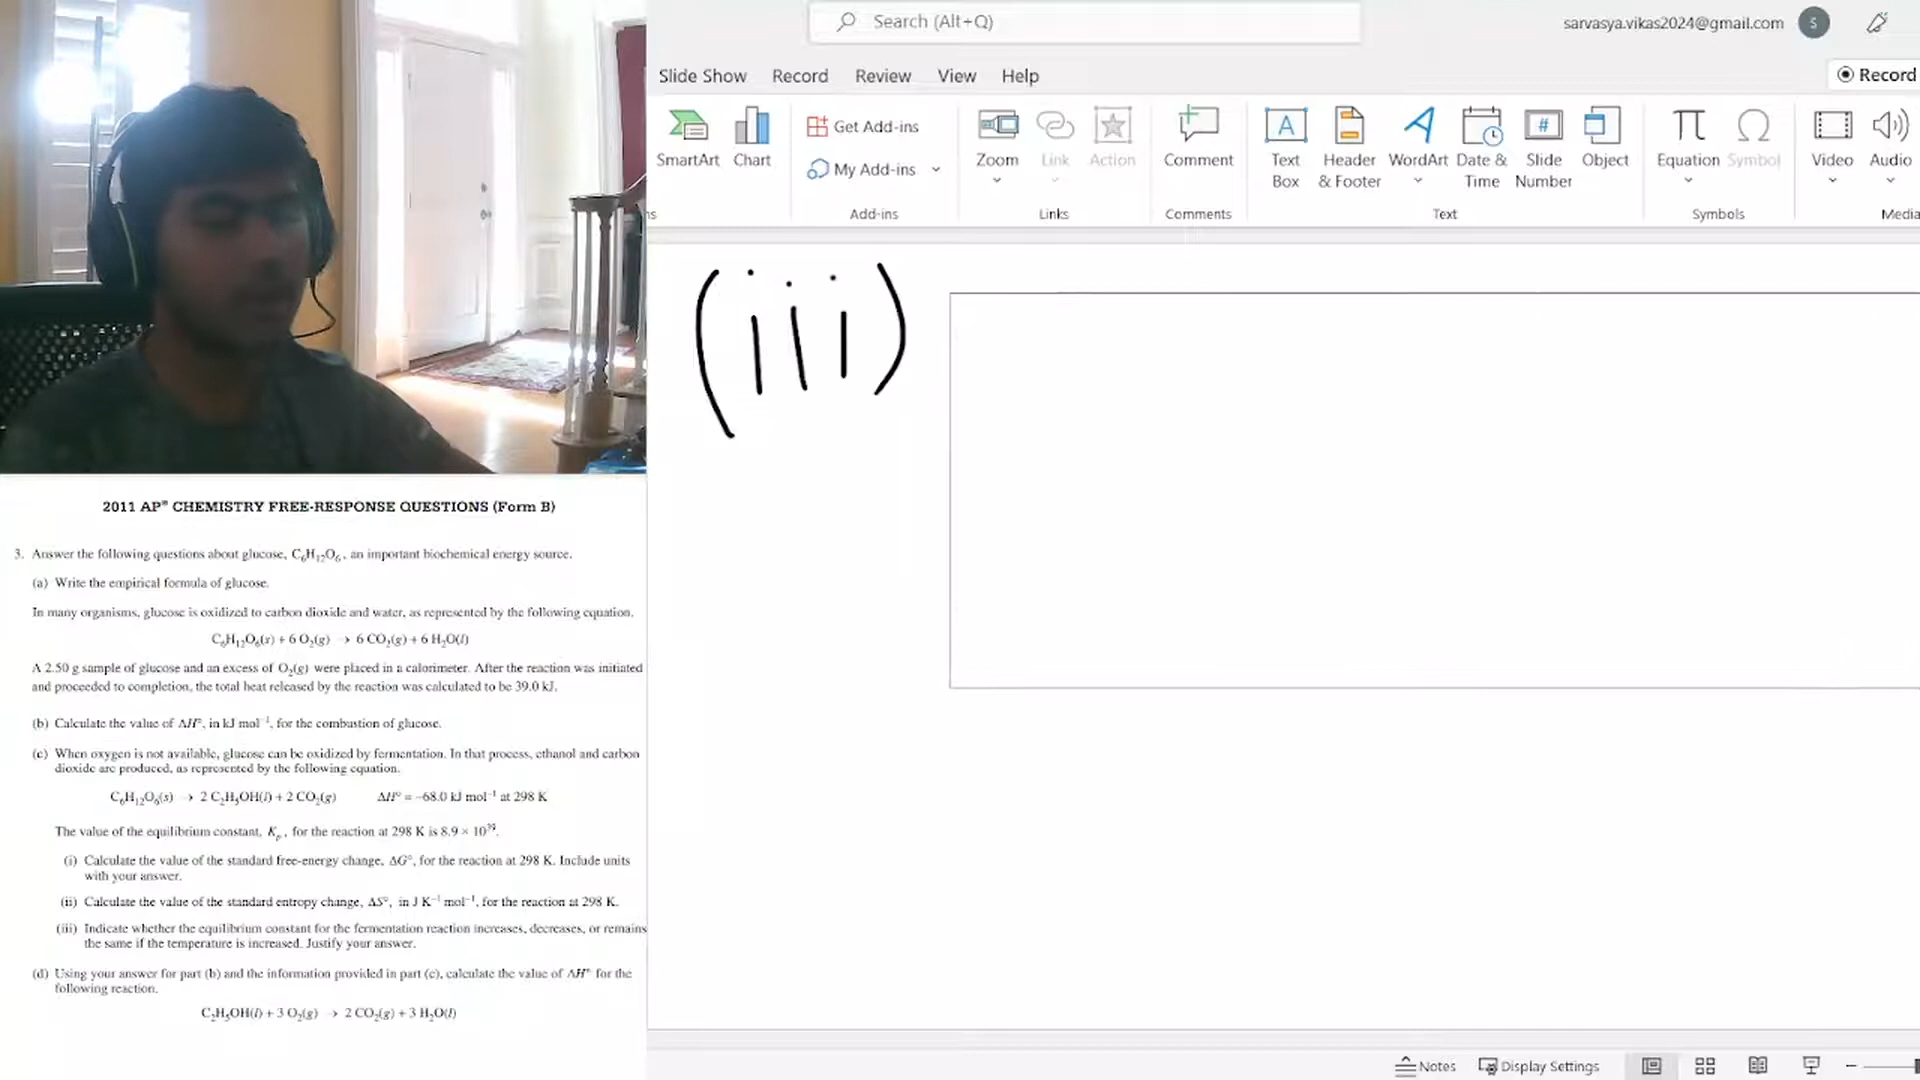 Search (Alt+Q)
sarvasya.vikas2024@gmail.com
S
Slide Show Record Review View Help
Record
SmartArt Chart
Get Add-ins
My Add-ins
Zoom Link Action
Comment
Text Box
Header & Footer
WordArt
Date & Time
Slide Number
Object
Equation Symbol
Video Audio
Add-ins Links Comments Text Symbols Media
(iii)
2011 AP® CHEMISTRY FREE-RESPONSE QUESTIONS (Form B)
3. Answer the following questions about glucose, C₆H₁₂O₆, an important biochemical energy source.
(a) Write the empirical formula of glucose.
In many organisms, glucose is oxidized to carbon dioxide and water, as represented by the following equation.
C₆H₁₂O₆(s) + 6 O₂(g) → 6 CO₂(g) + 6 H₂O(l)
A 2.50 g sample of glucose and an excess of O₂(g) were placed in a calorimeter. After the reaction was initiated
and proceeded to completion, the total heat released by the reaction was calculated to be 39.0 kJ.
(b) Calculate the value of ΔH°, in kJ mol⁻¹, for the combustion of glucose.
(c) When oxygen is not available, glucose can be oxidized by fermentation. In that process, ethanol and carbon
dioxide are produced, as represented by the following equation.
C₆H₁₂O₆(s) → 2 C₂H₅OH(l) + 2 CO₂(g) ΔH° = −68.0 kJ mol⁻¹ at 298 K
The value of the equilibrium constant, Kₚ, for the reaction at 298 K is 8.9 × 10³⁹.
(i) Calculate the value of the standard free-energy change, ΔG°, for the reaction at 298 K. Include units
with your answer.
(ii) Calculate the value of the standard entropy change, ΔS°, in J K⁻¹ mol⁻¹, for the reaction at 298 K.
(iii) Indicate whether the equilibrium constant for the fermentation reaction increases, decreases, or remains
the same if the temperature is increased. Justify your answer.
(d) Using your answer for part (b) and the information provided in part (c), calculate the value of ΔH° for the
following reaction.
C₂H₅OH(l) + 3 O₂(g) → 2 CO₂(g) + 3 H₂O(l)
Notes Display Settings